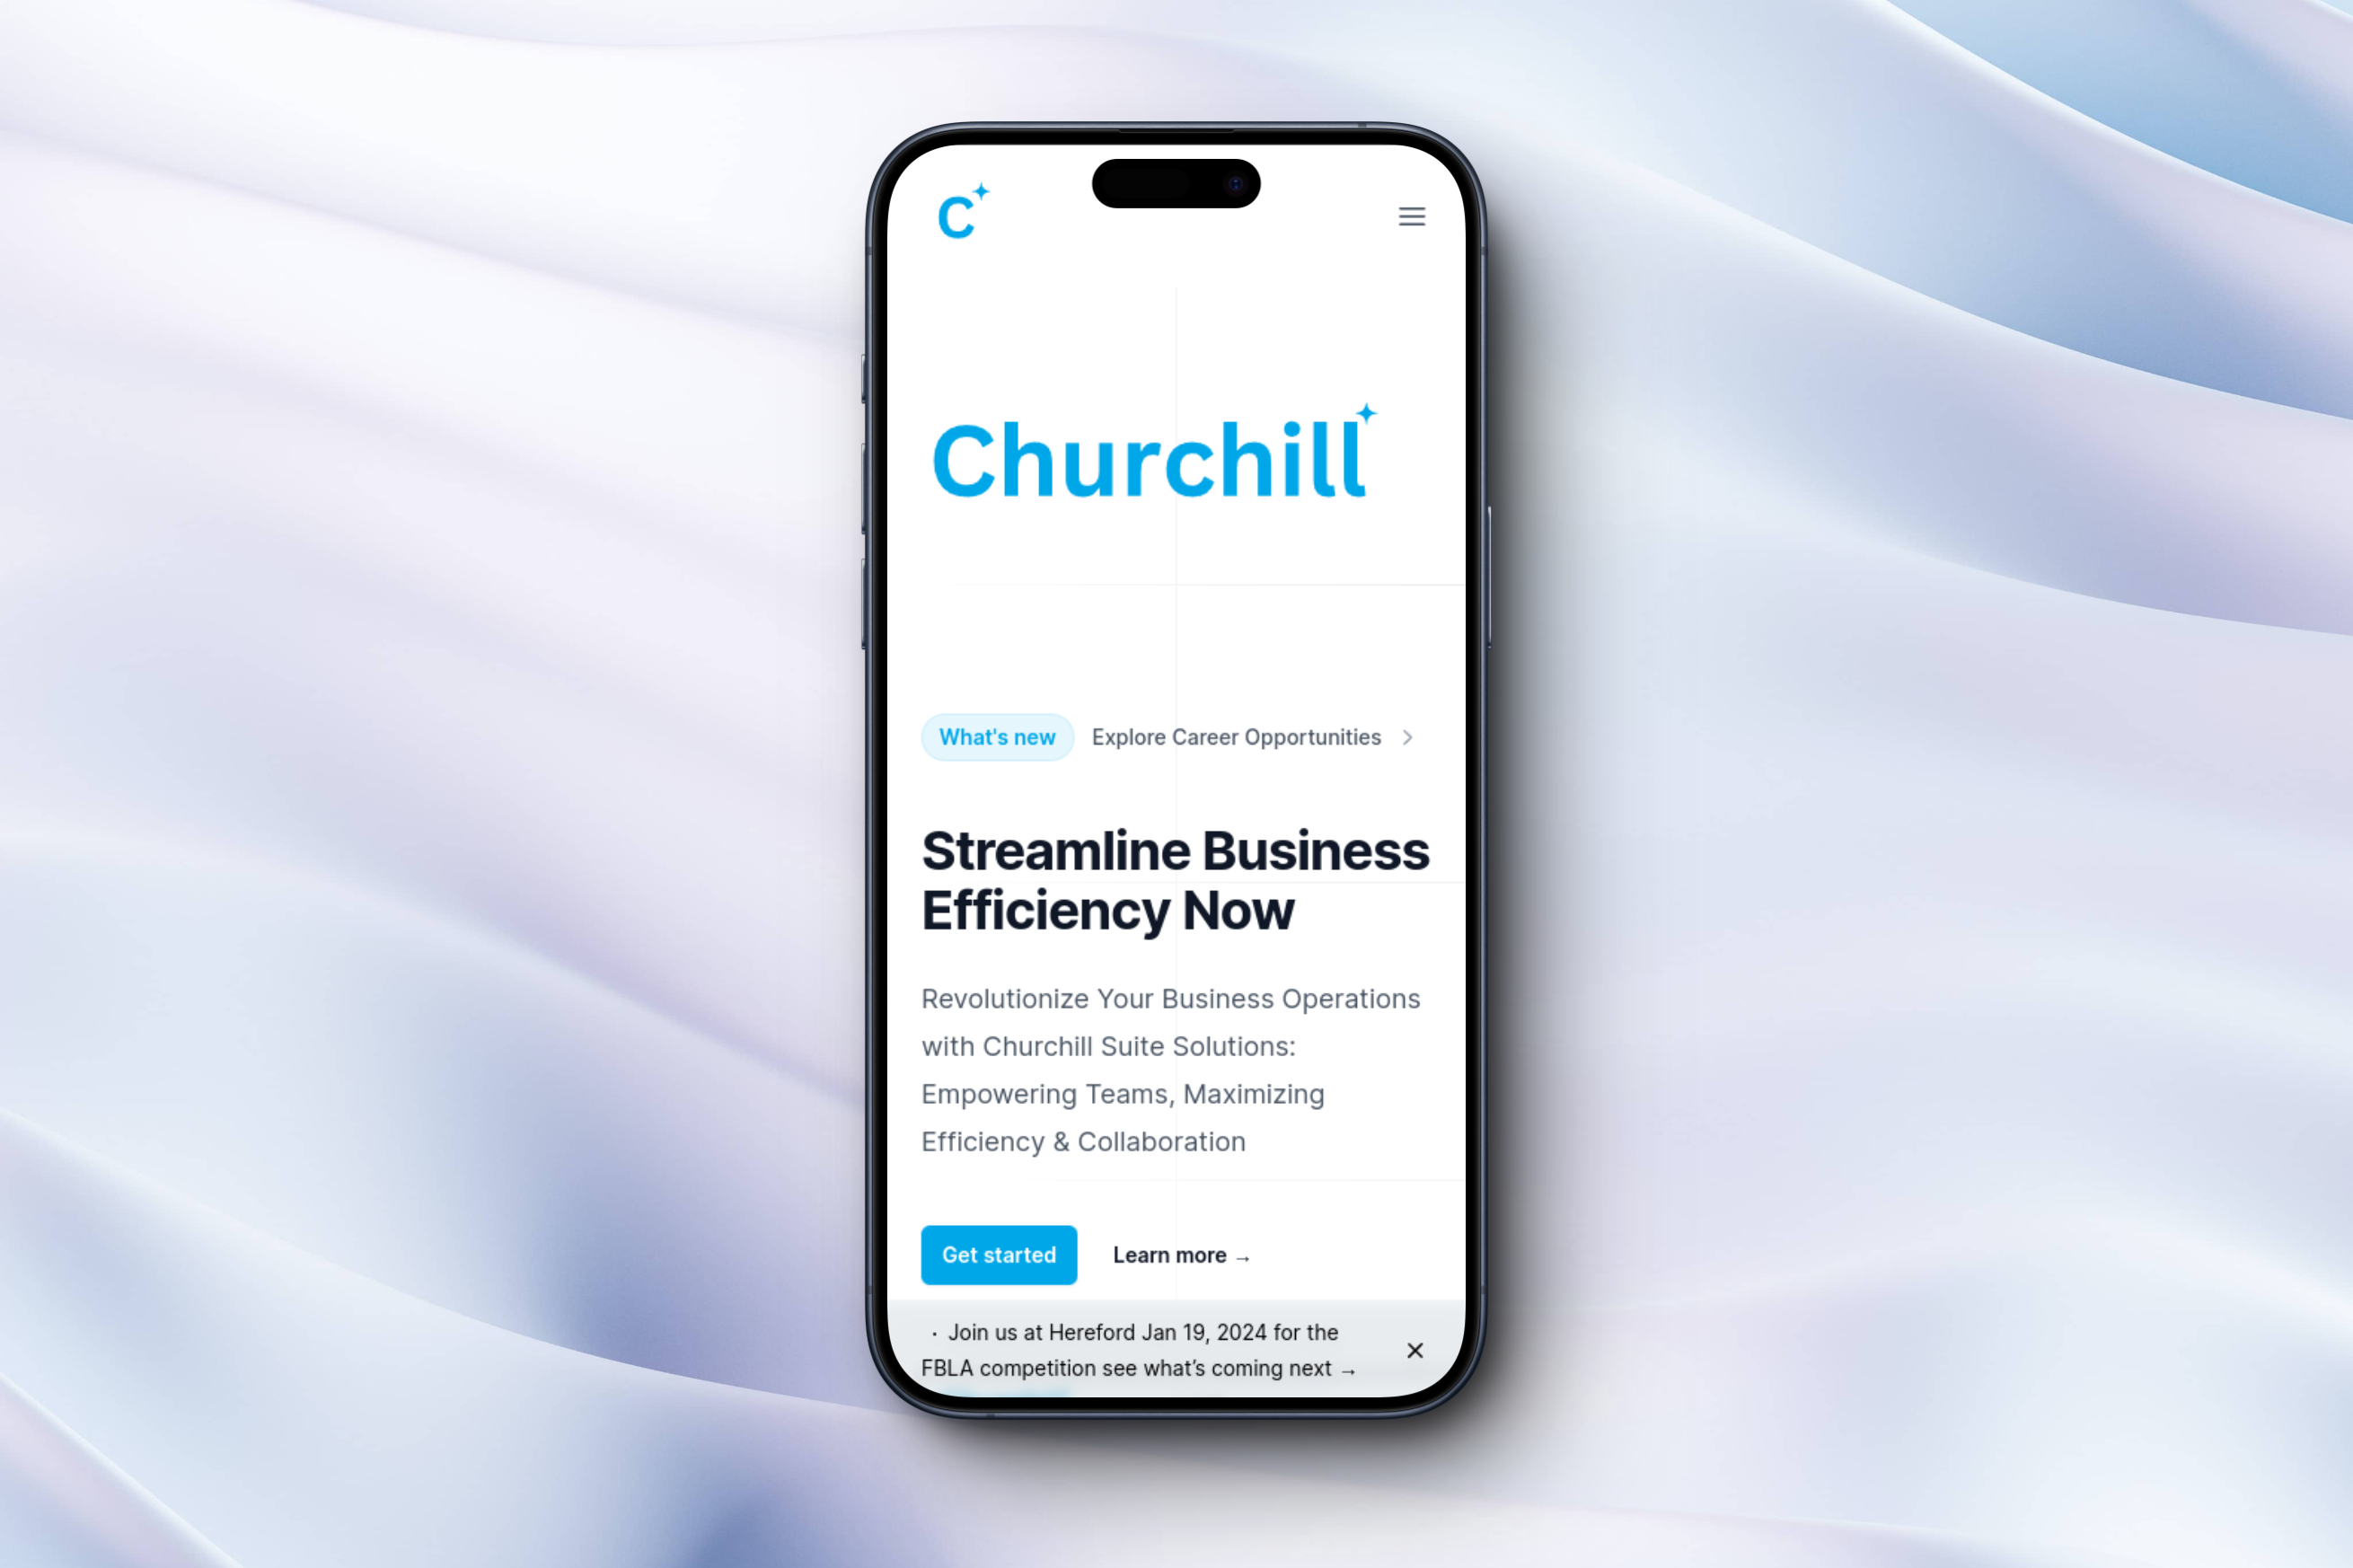 C
Churchill
What's new Explore Career Opportunities
Streamline Business
Efficiency Now
Revolutionize Your Business Operations
with Churchill Suite Solutions:
Empowering Teams, Maximizing
Efficiency & Collaboration
Get started Learn more →
· Join us at Hereford Jan 19, 2024 for the
FBLA competition see what’s coming next →